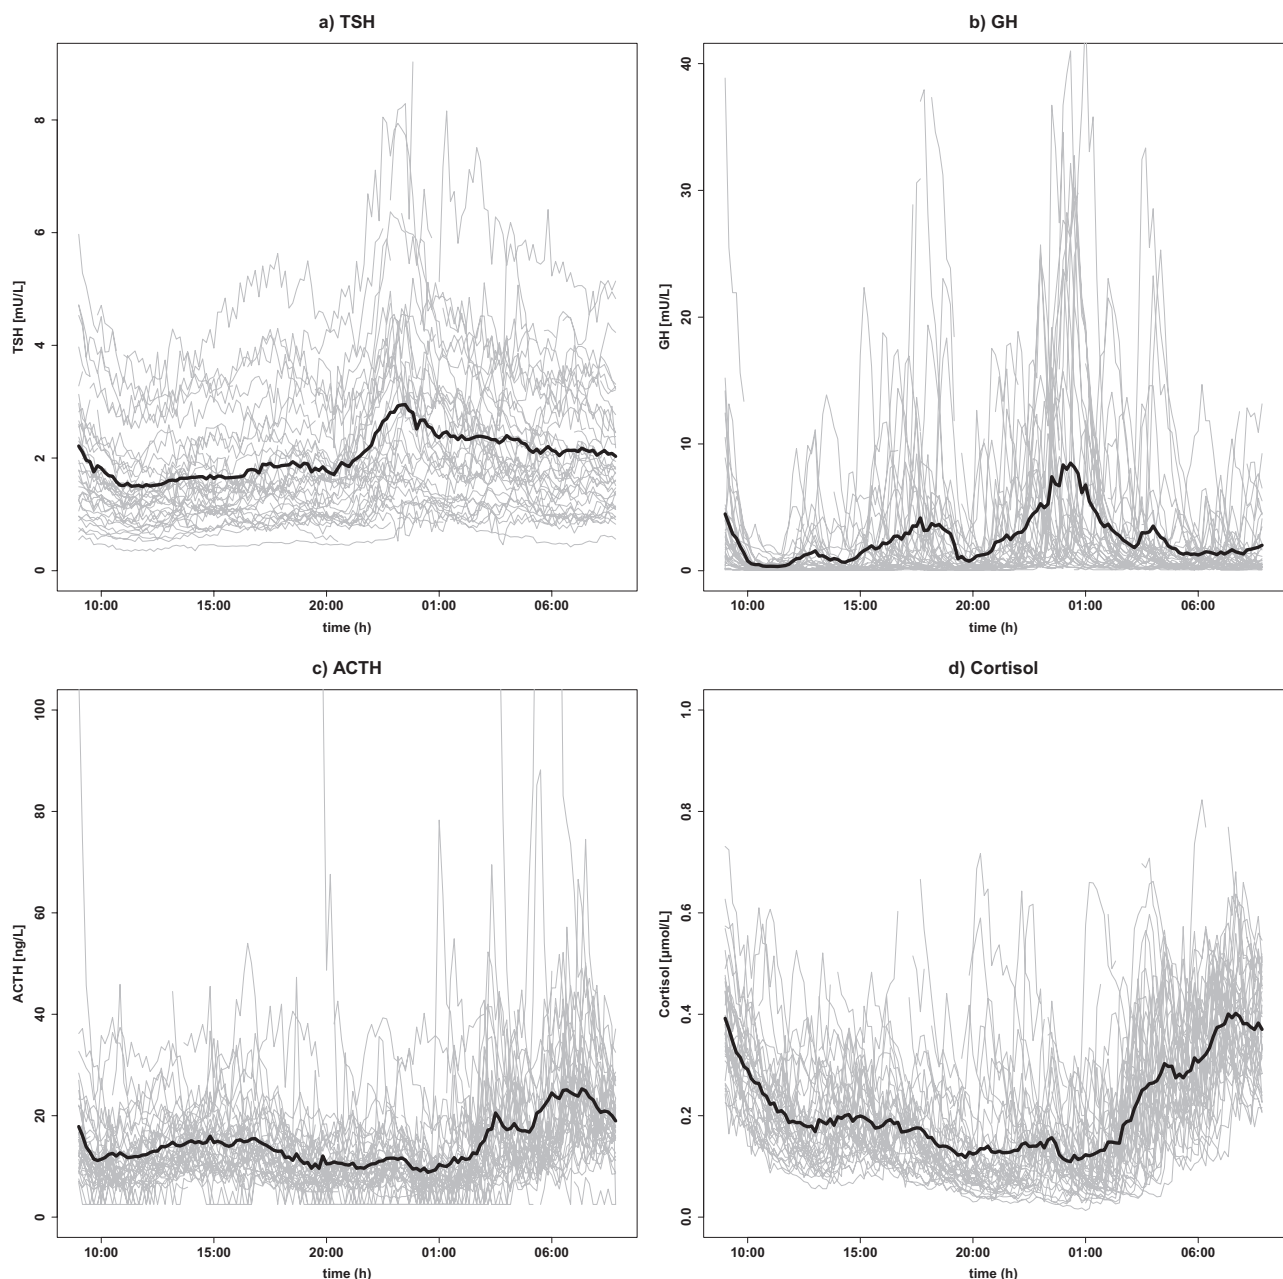 a) TSH
TSH [mU/L]
8
6
4
2
0
10:00 15:00 20:00 01:00 06:00
time (h)
b) GH
GH [mU/L]
40
30
20
10
0
10:00 15:00 20:00 01:00 06:00
time (h)
c) ACTH
ACTH [ng/L]
100
80
60
40
20
0
10:00 15:00 20:00 01:00 06:00
time (h)
d) Cortisol
Cortisol [µmol/L]
1.0
0.8
0.6
0.4
0.2
0.0
10:00 15:00 20:00 01:00 06:00
time (h)